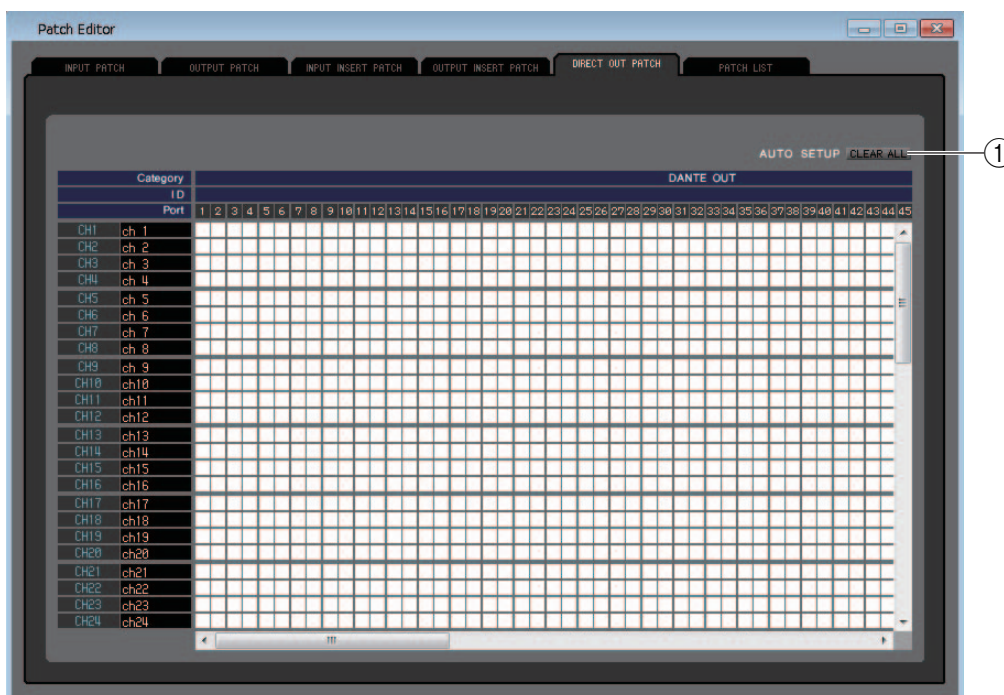 Patch Editor
INPUT PATCH OUTPUT PATCH INPUT INSERT PATCH OUTPUT INSERT PATCH DIRECT OUT PATCH PATCH LIST
AUTO SETUP CLEAR ALL 1
Category DANTE OUT
ID
Port 1 2 3 4 5 6 7 8 9 10 11 12 13 14 15 16 17 18 19 20 21 22 23 24 25 26 27 28 29 30 31 32 33 34 35 36 37 38 39 40 41 42 43 44 45
CH1 ch 1
CH2 ch 2
CH3 ch 3
CH4 ch 4
CH5 ch 5
CH6 ch 6
CH7 ch 7
CH8 ch 8
CH9 ch 9
CH10 ch10
CH11 ch11
CH12 ch12
CH13 ch13
CH14 ch14
CH15 ch15
CH16 ch16
CH17 ch17
CH18 ch18
CH19 ch19
CH20 ch20
CH21 ch21
CH22 ch22
CH23 ch23
CH24 ch24